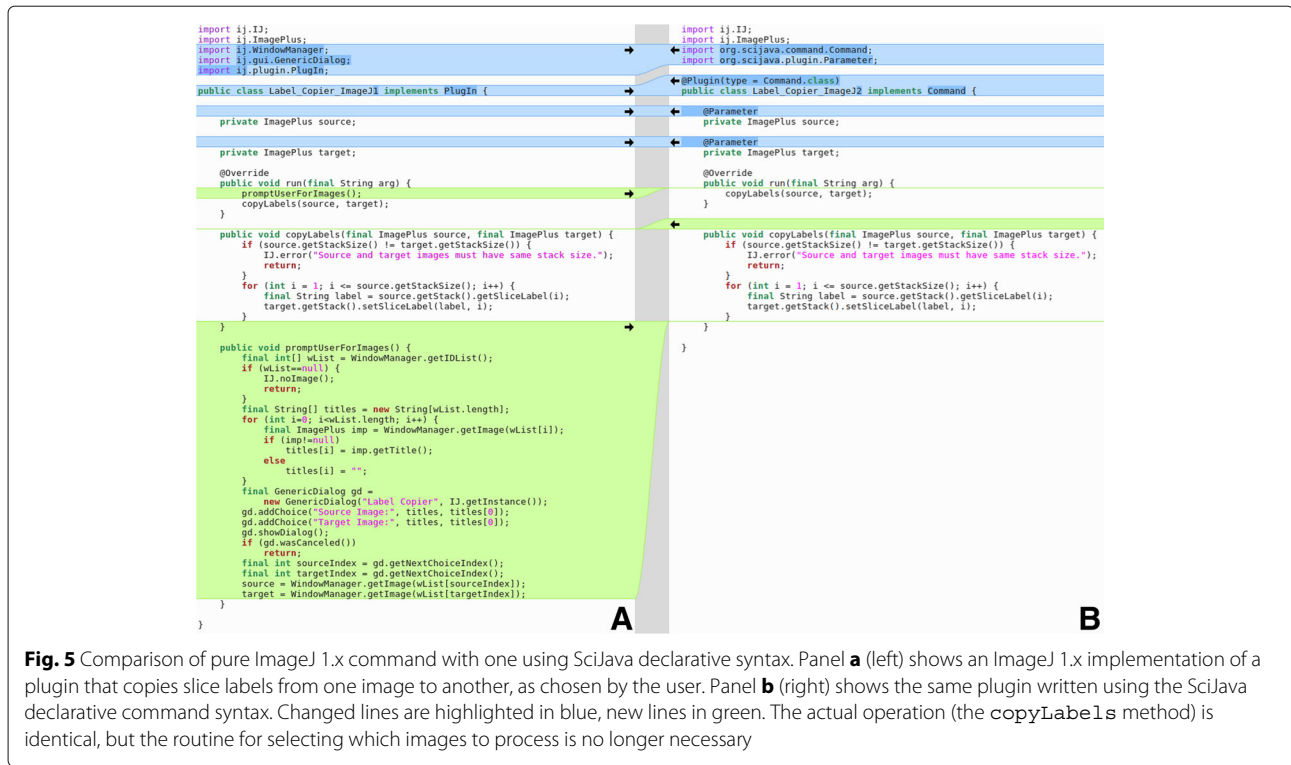 import ij.IJ;
import ij.ImagePlus;
import ij.WindowManager;
import ij.gui.GenericDialog;
import ij.plugin.PlugIn;
public class Label_Copier_ImageJ1 implements PlugIn {
private ImagePlus source;
private ImagePlus target;
@Override
public void run(final String arg) {
promptUserForImages();
copyLabels(source, target);
}
public void copyLabels(final ImagePlus source, final ImagePlus target) {
if (source.getStackSize() != target.getStackSize()) {
IJ.error("Source and target images must have same stack size.");
return;
}
for (int i = 1; i <= source.getStackSize(); i++) {
final String label = source.getStack().getSliceLabel(i);
target.getStack().setSliceLabel(label, i);
}
}
public void promptUserForImages() {
final int[] wList = WindowManager.getIDList();
if (wList==null) {
IJ.noImage();
return;
}
final String[] titles = new String[wList.length];
for (int i=0; i<wList.length; i++) {
final ImagePlus imp = WindowManager.getImage(wList[i]);
if (imp!=null)
titles[i] = imp.getTitle();
else
titles[i] = "";
}
final GenericDialog gd =
new GenericDialog("Label Copier", IJ.getInstance());
gd.addChoice("Source Image:", titles, titles[0]);
gd.addChoice("Target Image:", titles, titles[0]);
gd.showDialog();
if (gd.wasCanceled())
return;
final int sourceIndex = gd.getNextChoiceIndex();
final int targetIndex = gd.getNextChoiceIndex();
source = WindowManager.getImage(wList[sourceIndex]);
target = WindowManager.getImage(wList[targetIndex]);
}
}
A
import ij.IJ;
import ij.ImagePlus;
import org.scijava.command.Command;
import org.scijava.plugin.Parameter;
@Plugin(type = Command.class)
public class Label_Copier_ImageJ2 implements Command {
@Parameter
private ImagePlus source;
@Parameter
private ImagePlus target;
@Override
public void run(final String arg) {
copyLabels(source, target);
}
public void copyLabels(final ImagePlus source, final ImagePlus target) {
if (source.getStackSize() != target.getStackSize()) {
IJ.error("Source and target images must have same stack size.");
return;
}
for (int i = 1; i <= source.getStackSize(); i++) {
final String label = source.getStack().getSliceLabel(i);
target.getStack().setSliceLabel(label, i);
}
}
}
B
Fig. 5 Comparison of pure ImageJ 1.x command with one using SciJava declarative syntax. Panel a (left) shows an ImageJ 1.x implementation of a
plugin that copies slice labels from one image to another, as chosen by the user. Panel b (right) shows the same plugin written using the SciJava
declarative command syntax. Changed lines are highlighted in blue, new lines in green. The actual operation (the copyLabels method) is
identical, but the routine for selecting which images to process is no longer necessary